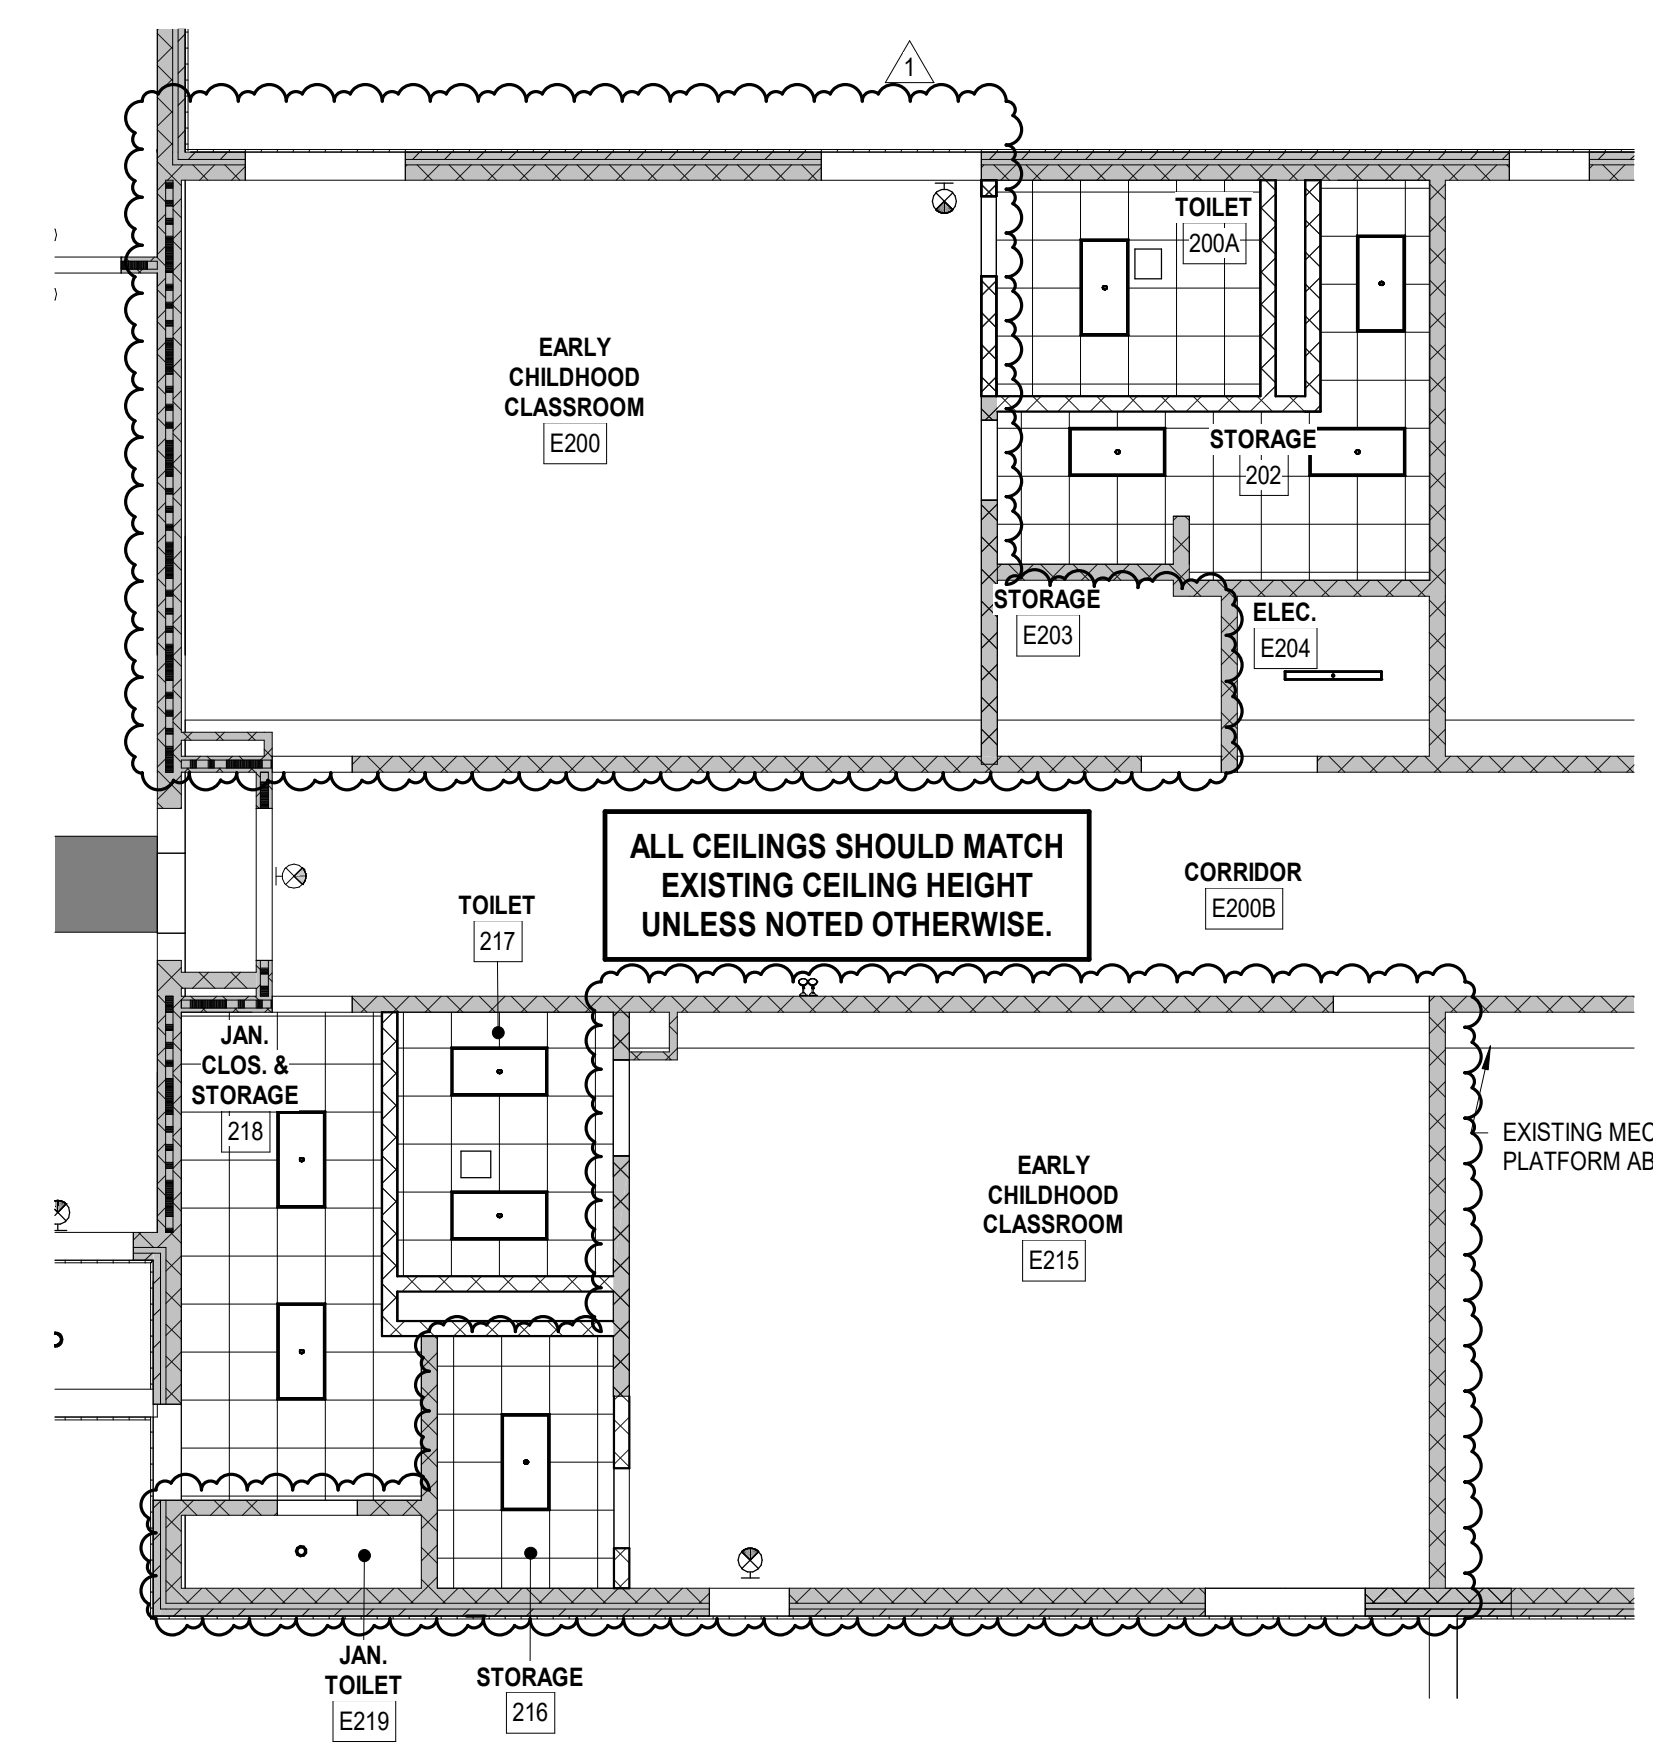 1
TOILET
200A
EARLY
CHILDHOOD
CLASSROOM
E200
STORAGE
202
STORAGE
E203
ELEC.
E204
ALL CEILINGS SHOULD MATCH
EXISTING CEILING HEIGHT
UNLESS NOTED OTHERWISE.
CORRIDOR
E200B
TOILET
217
JAN.
CLOS. &
STORAGE
218
EXISTING MEC
PLATFORM AB
EARLY
CHILDHOOD
CLASSROOM
E215
JAN.
TOILET
E219
STORAGE
216